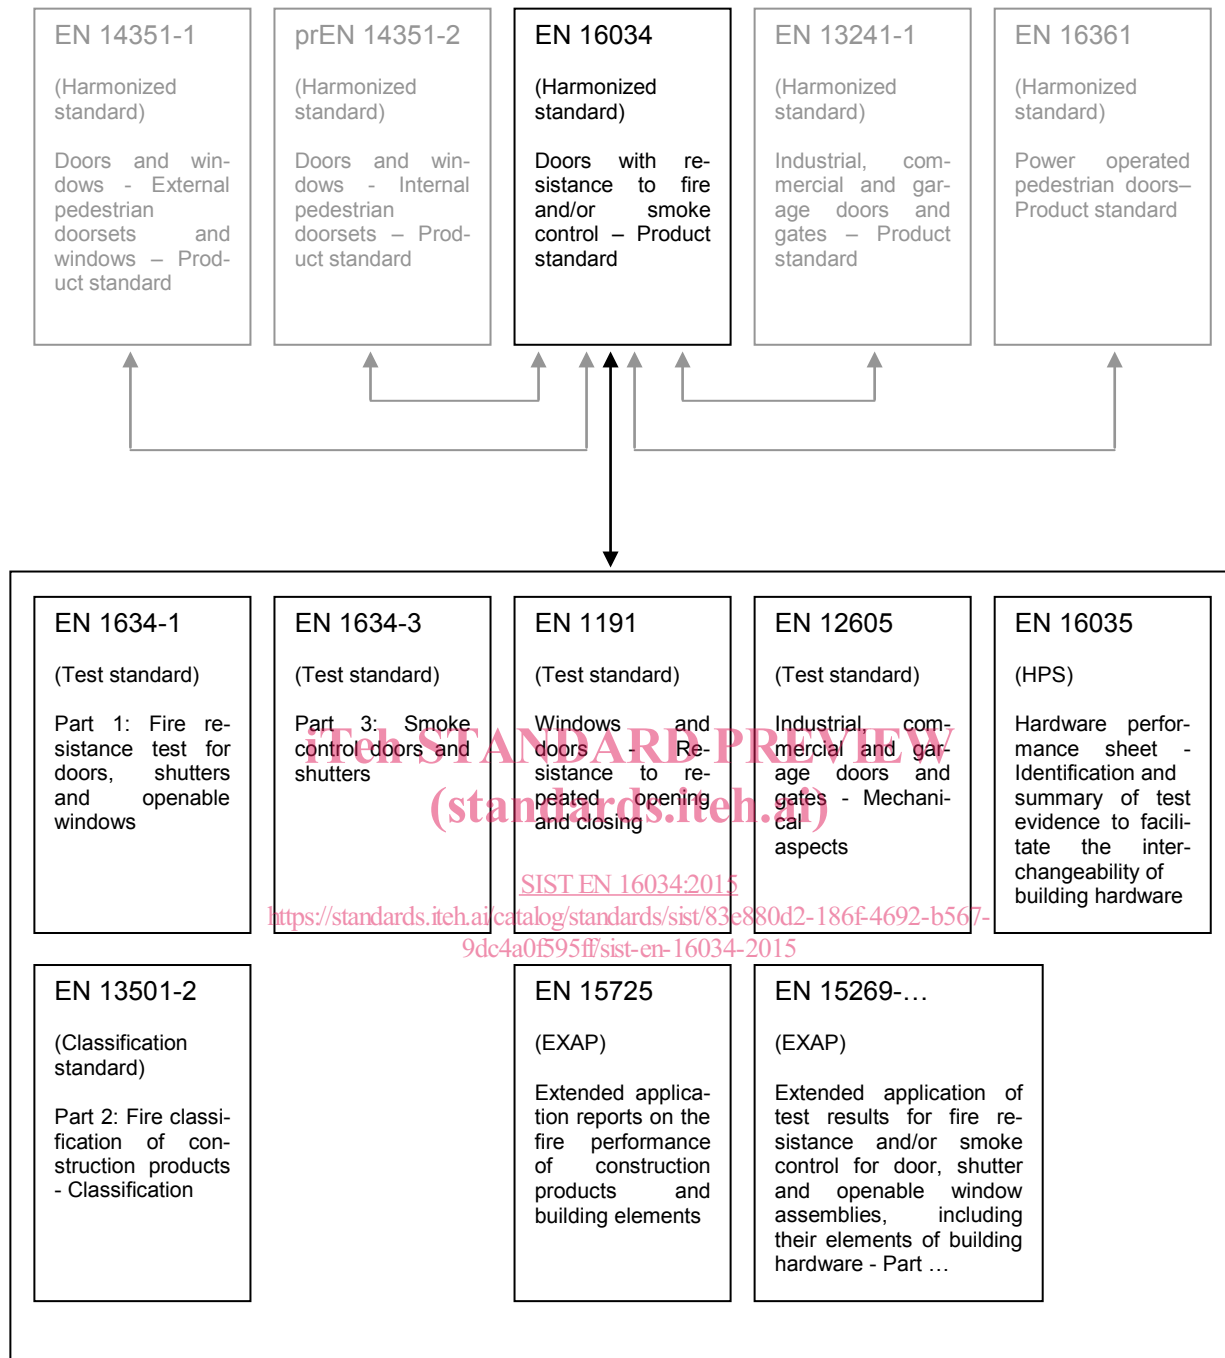 EN 14351-1
(Harmonized
standard)
Doors and win-
dows - External
pedestrian
doorsets and
windows – Prod-
uct standard
prEN 14351-2
(Harmonized
standard)
Doors and win-
dows - Internal
pedestrian
doorsets – Prod-
uct standard
EN 16034
(Harmonized
standard)
Doors with re-
sistance to fire
and/or smoke
control – Product
standard
EN 13241-1
(Harmonized
standard)
Industrial, com-
mercial and gar-
age doors and
gates – Product
standard
EN 16361
(Harmonized
standard)
Power operated
pedestrian doors–
Product standard
EN 1634-1
(Test standard)
Part 1: Fire re-
sistance test for
doors, shutters
and openable
windows
EN 1634-3
(Test standard)
Part 3: Smoke
control doors and
shutters
EN 1191
(Test standard)
Windows and
doors - Re-
sistance to re-
peated opening
and closing
EN 12605
(Test standard)
Industrial, com-
mercial and gar-
age doors and
gates - Mechani-
cal
aspects
EN 16035
(HPS)
Hardware perfor-
mance sheet -
Identification and
summary of test
evidence to facili-
tate the inter-
changeability of
building hardware
iTeh STANDARD PREVIEW
(standards.iteh.ai)
SIST EN 16034:2015
https://standards.iteh.ai/catalog/standards/sist/83e880d2-186f-4692-b567-
9dc4a0f595ff/sist-en-16034-2015
EN 13501-2
(Classification
standard)
Part 2: Fire classi-
fication of con-
struction products
- Classification
EN 15725
(EXAP)
Extended applica-
tion reports on the
fire performance
of construction
products and
building elements
EN 15269-…
(EXAP)
Extended application of
test results for fire re-
sistance and/or smoke
control for door, shutter
and openable window
assemblies, including
their elements of building
hardware - Part …